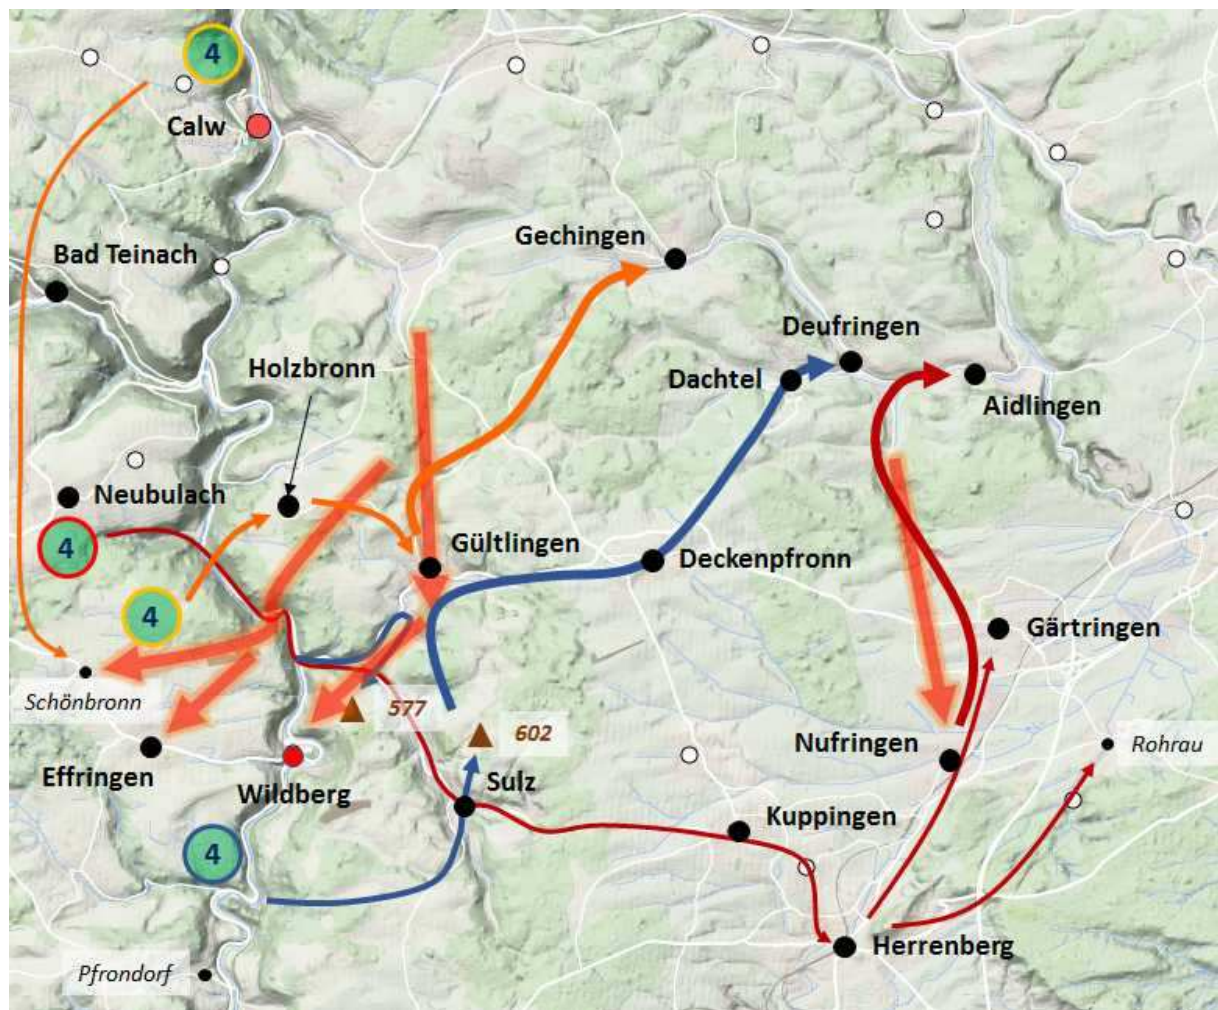 4
Calw
Gechingen
Bad Teinach
Deufringen
Holzbronn
Dachtel
Aidlingen
Neubulach
4
Gültlingen
Deckenpfronn
4
Gärtringen
Schönbronn
577
602
Nufringen
Rohrau
Effringen
Wildberg
Sulz
Kuppingen
4
Herrenberg
Pfrondorf